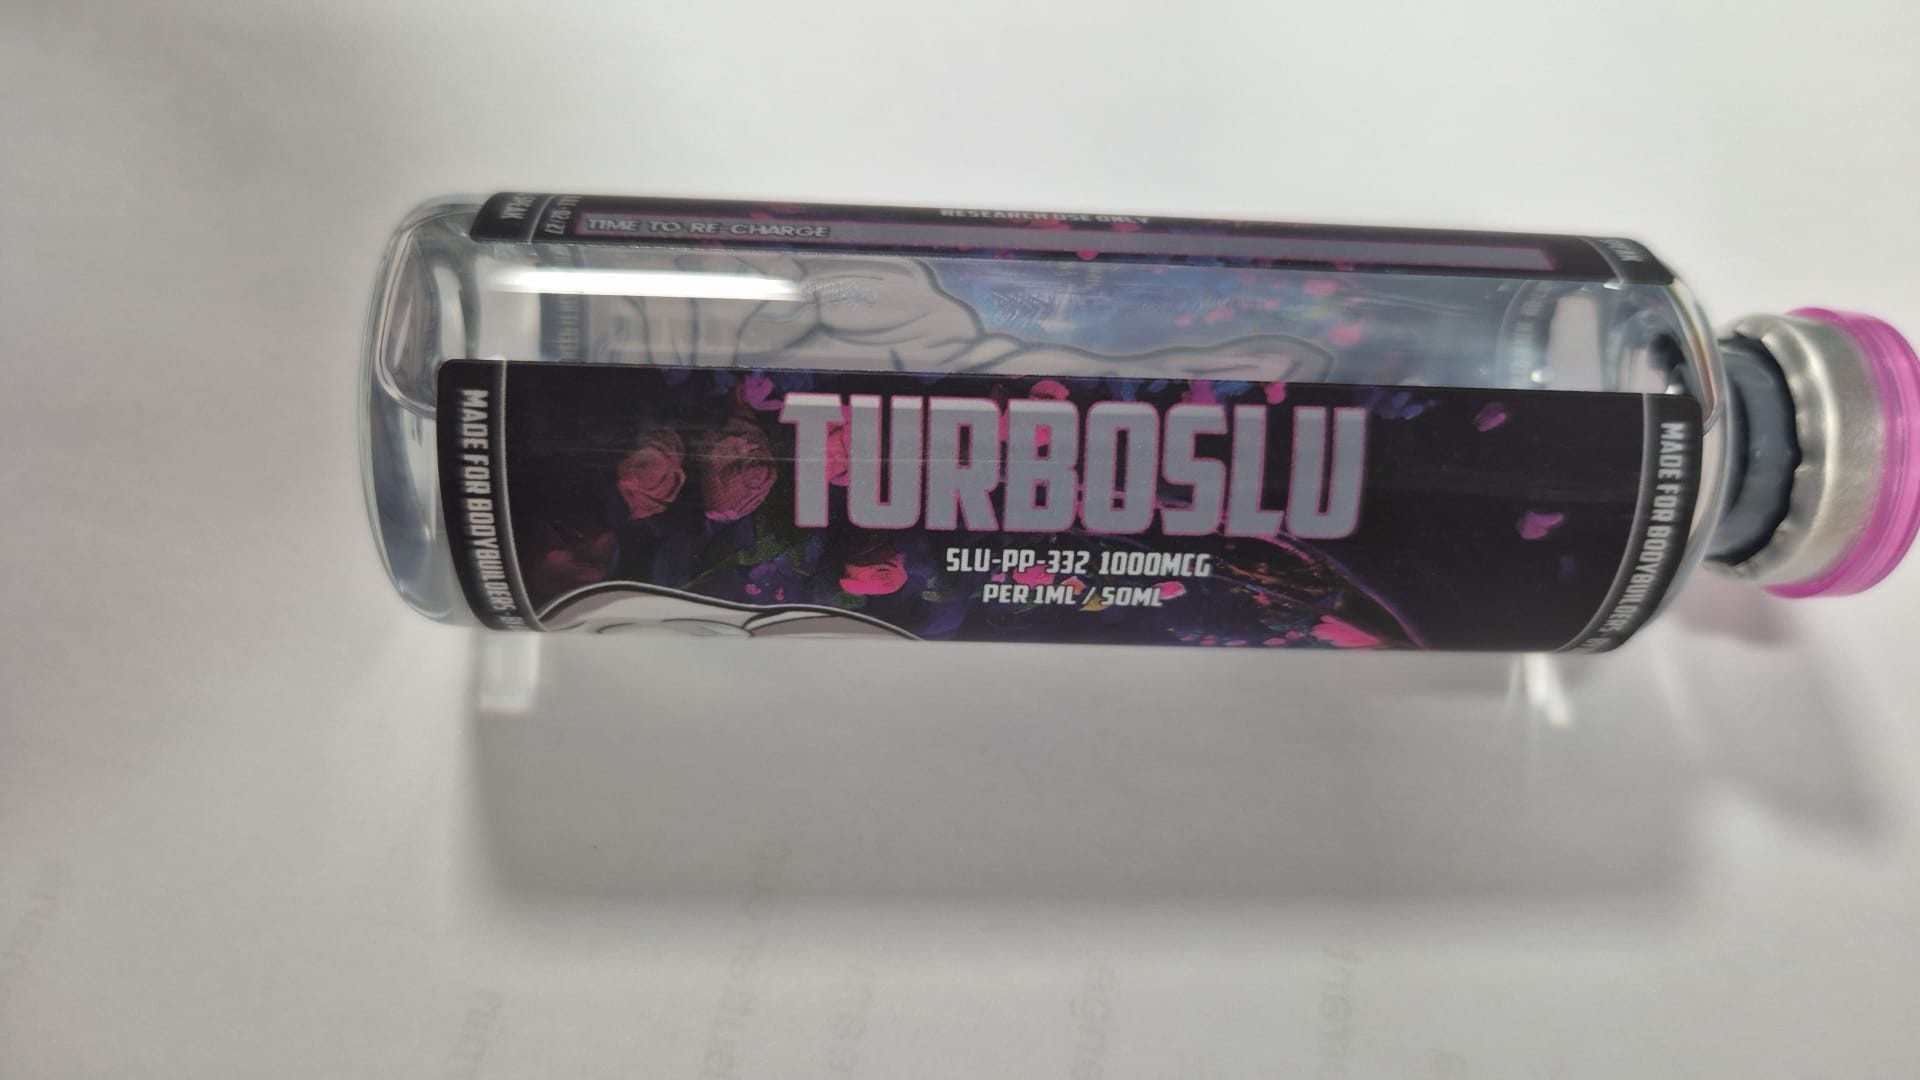 RESEARCH USE ONLY
TIME TO RE-CHARGE
TURBOSLU
SLU-PP-332 1000MCG
PER 1ML / 50ML
MADE FOR BODYBUILDERS
MADE FOR BODYBUILDERS